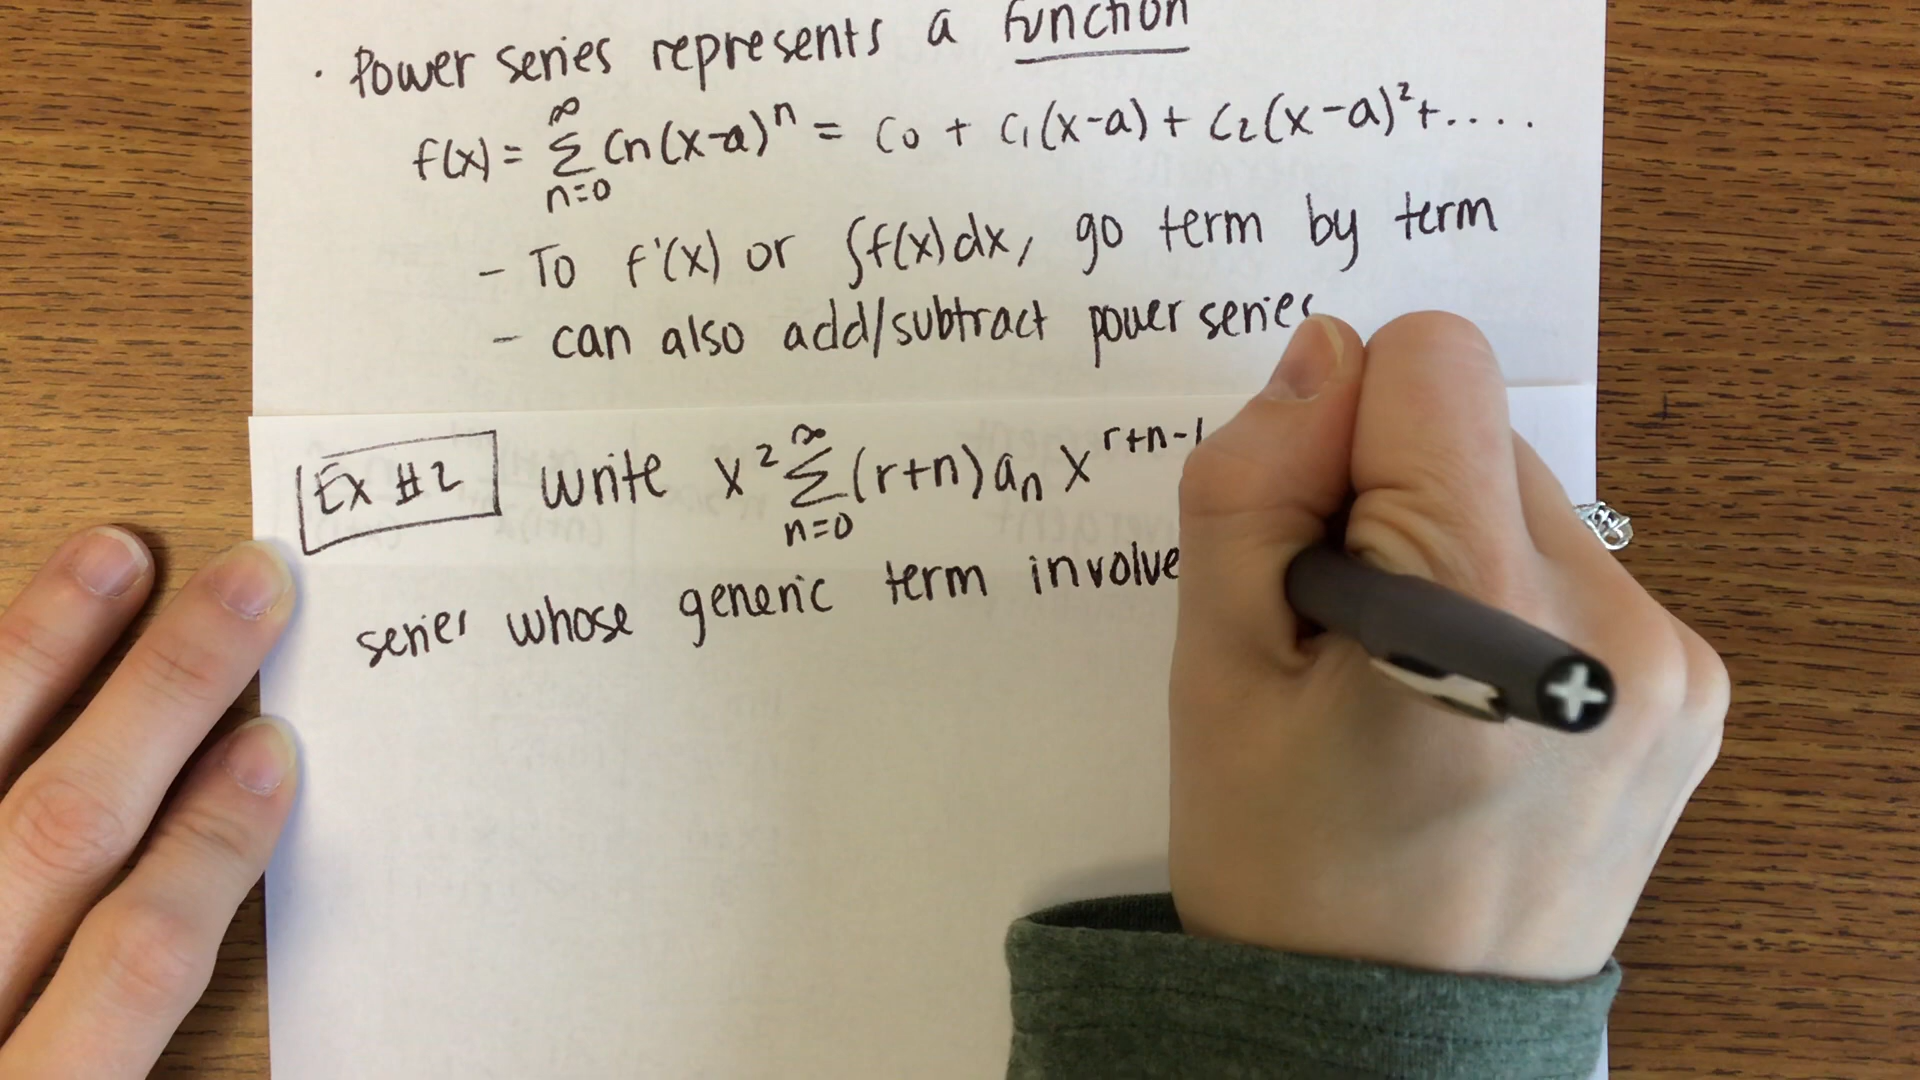 · Power series represents a function
f(x) = ∞ Σ n=0 Cn(x-a)ⁿ = C₀ + C₁(x-a) + C₂(x-a)² + ....
- To f'(x) or ∫f(x)dx, go term by term
- can also add/subtract power series
Ex #2 Write x² ∞ Σ n=0 (r+n) aₙ x^(r+n-1
series whose generic term involve